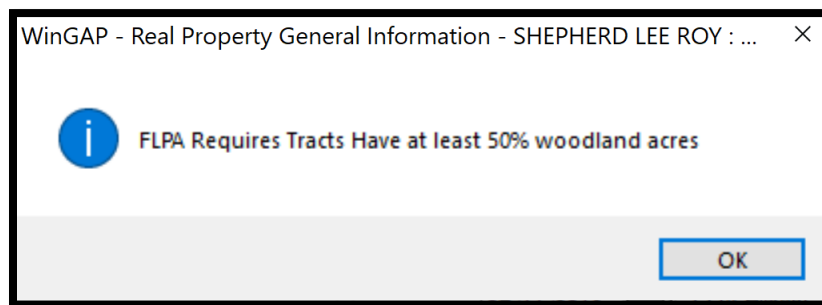 WinGAP - Real Property General Information - SHEPHERD LEE ROY : ...
FLPA Requires Tracts Have at least 50% woodland acres
OK